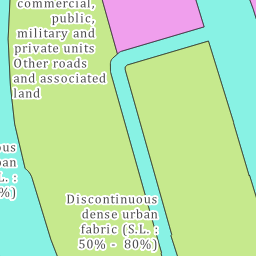 commercial,
public,
military and
private units
Other roads
and associated
land
Discontinuous
dense urban
fabric (S.L. :
50% - 80%)
L. :
%)